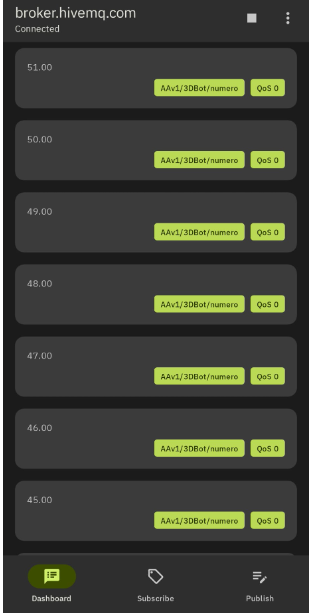 broker.hivemq.com
Connected
51.00
AAv1/3DBot/numero QoS 0
50.00
AAv1/3DBot/numero QoS 0
49.00
AAv1/3DBot/numero QoS 0
48.00
AAv1/3DBot/numero QoS 0
47.00
AAv1/3DBot/numero QoS 0
46.00
AAv1/3DBot/numero QoS 0
45.00
AAv1/3DBot/numero QoS 0
Dashboard Subscribe Publish